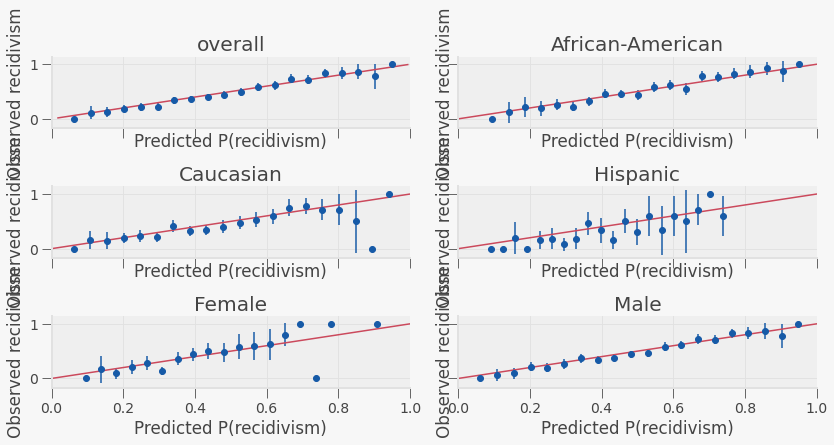 overall
African-American
Observed recidivism
1
0
Predicted P(recidivism)
Observed recidivism
1
0
Predicted P(recidivism)
Caucasian
Hispanic
Observed recidivism
1
0
Predicted P(recidivism)
Observed recidivism
1
0
Predicted P(recidivism)
Female
Male
Observed recidivism
1
0
0.0 0.2 0.4 0.6 0.8 1.0
Predicted P(recidivism)
Observed recidivism
1
0
0.0 0.2 0.4 0.6 0.8 1.0
Predicted P(recidivism)